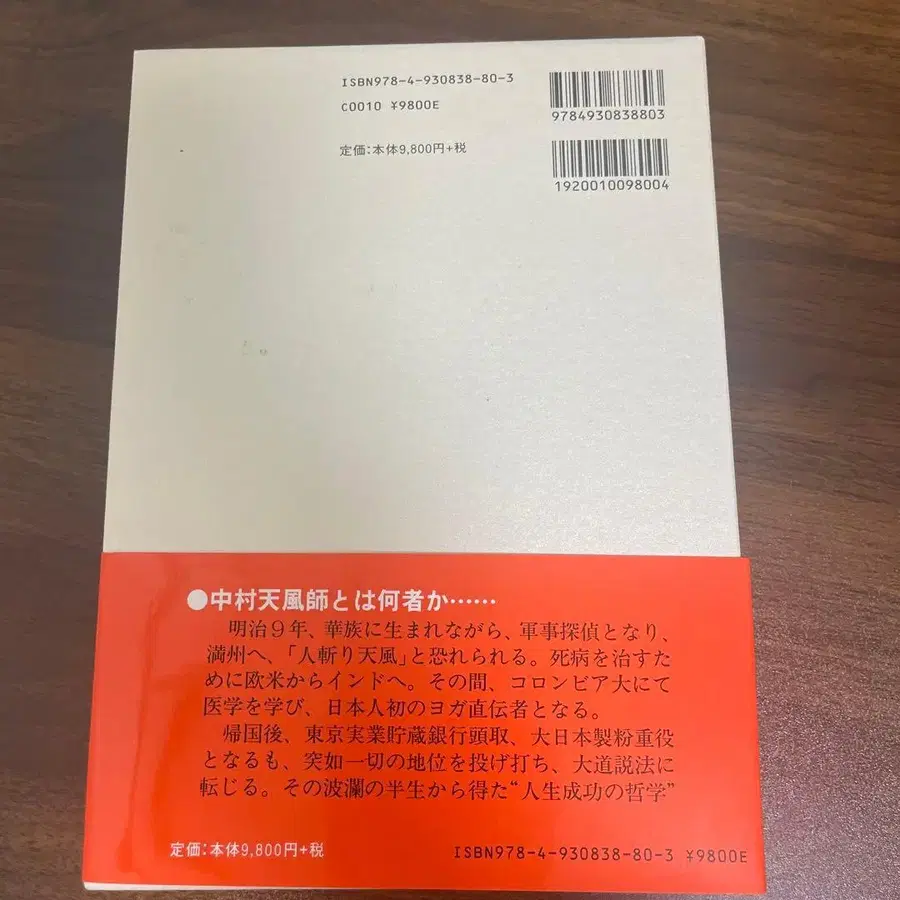 ISBN978-4-930838-80-3
9784930838803
C0010 ¥9800E
定価:本体9,800円+税
1920010098004
●中村天風師とは何者か……
明治9年、華族に生まれながら、軍事探偵となり、
満州へ、「人斬り天風」と恐れられる。死病を治すた
めに欧米からインドへ。その間、コロンビア大にて
医学を学び、日本人初のヨガ直伝者となる。
帰国後、東京実業貯蔵銀行頭取、大日本製粉重役
となるも、突如一切の地位を投げ打ち、大道説法に
転じる。その波瀾の半生から得た“人生成功の哲学”
定価:本体9,800円+税
ISBN978-4-930838-80-3 ¥9800E